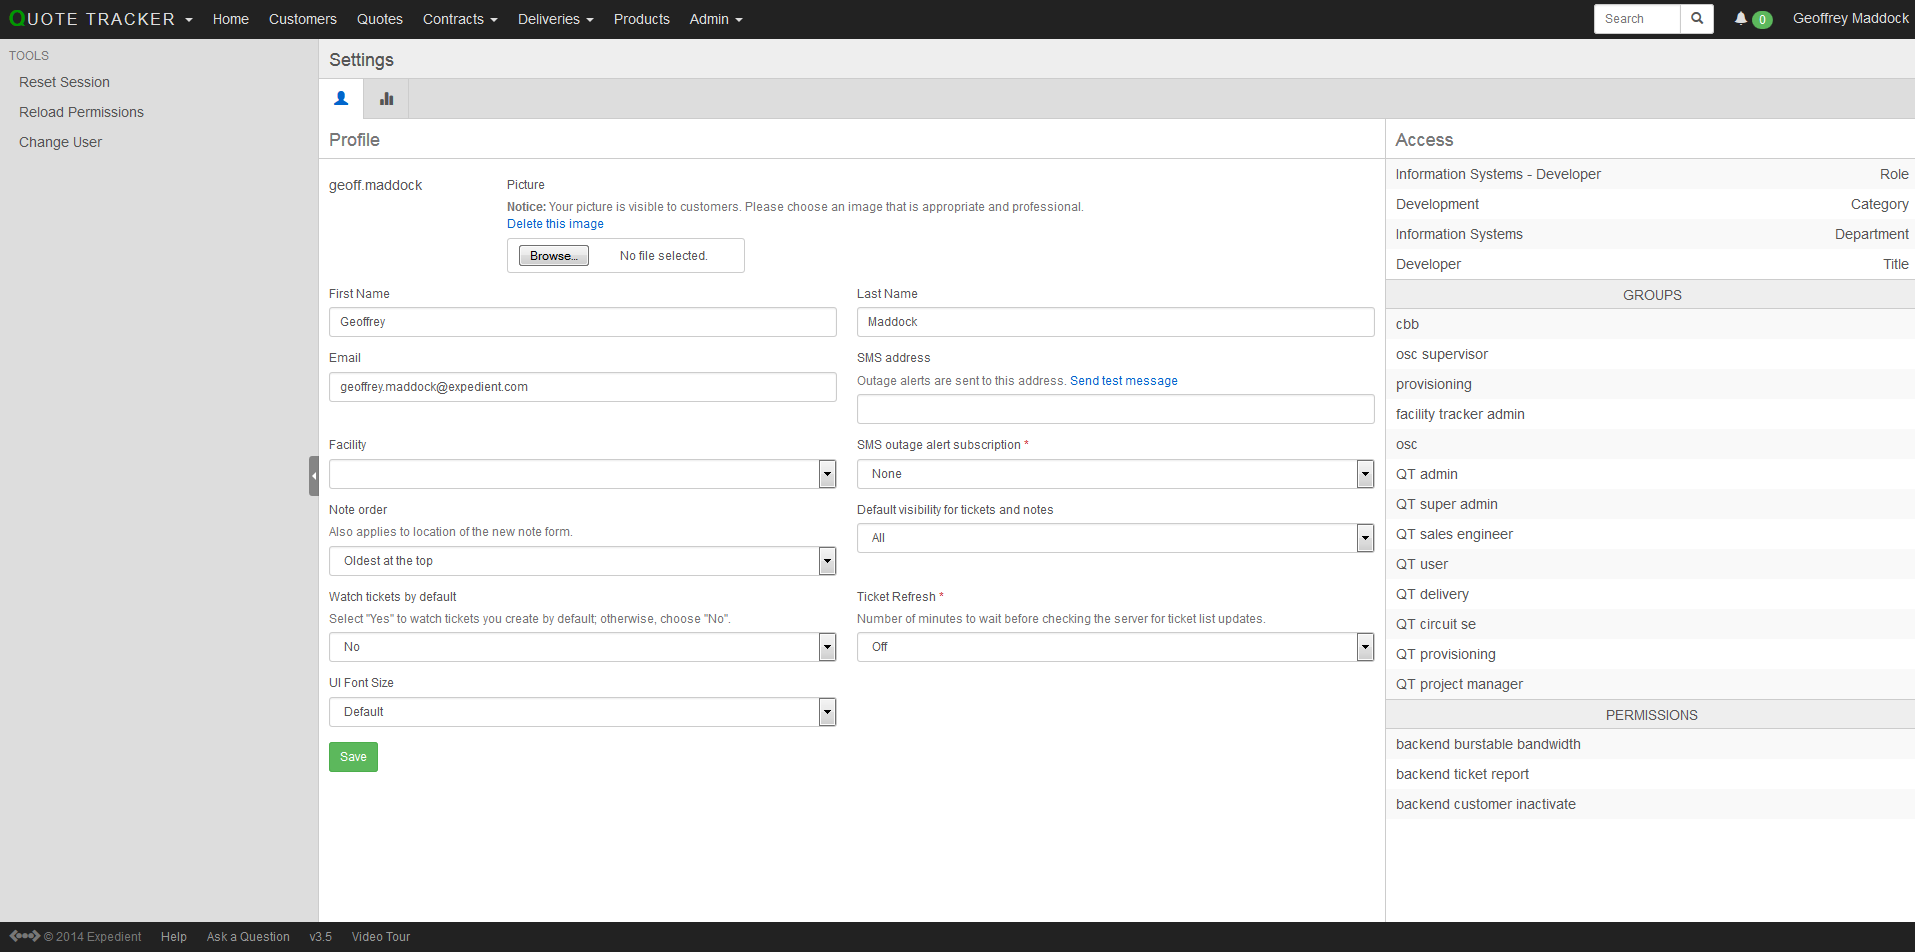 QUOTE TRACKER Home Customers Quotes Contracts Deliveries Products Admin Search 0 Geoffrey Maddock
TOOLS
Reset Session
Reload Permissions
Change User
Settings
Profile
geoff.maddock
Picture
Notice: Your picture is visible to customers. Please choose an image that is appropriate and professional.
Delete this image
Browse... No file selected.
First Name
Geoffrey
Last Name
Maddock
Email
geoffrey.maddock@expedient.com
SMS address
Outage alerts are sent to this address. Send test message
Facility
SMS outage alert subscription *
None
Note order
Also applies to location of the new note form.
Oldest at the top
Default visibility for tickets and notes
All
Watch tickets by default
Select "Yes" to watch tickets you create by default; otherwise, choose "No".
No
Ticket Refresh *
Number of minutes to wait before checking the server for ticket list updates.
Off
UI Font Size
Default
Save
Access
Information Systems - Developer Role
Development Category
Information Systems Department
Developer Title
GROUPS
cbb
osc supervisor
provisioning
facility tracker admin
osc
QT admin
QT super admin
QT sales engineer
QT user
QT delivery
QT circuit se
QT provisioning
QT project manager
PERMISSIONS
backend burstable bandwidth
backend ticket report
backend customer inactivate
© 2014 Expedient Help Ask a Question v3.5 Video Tour